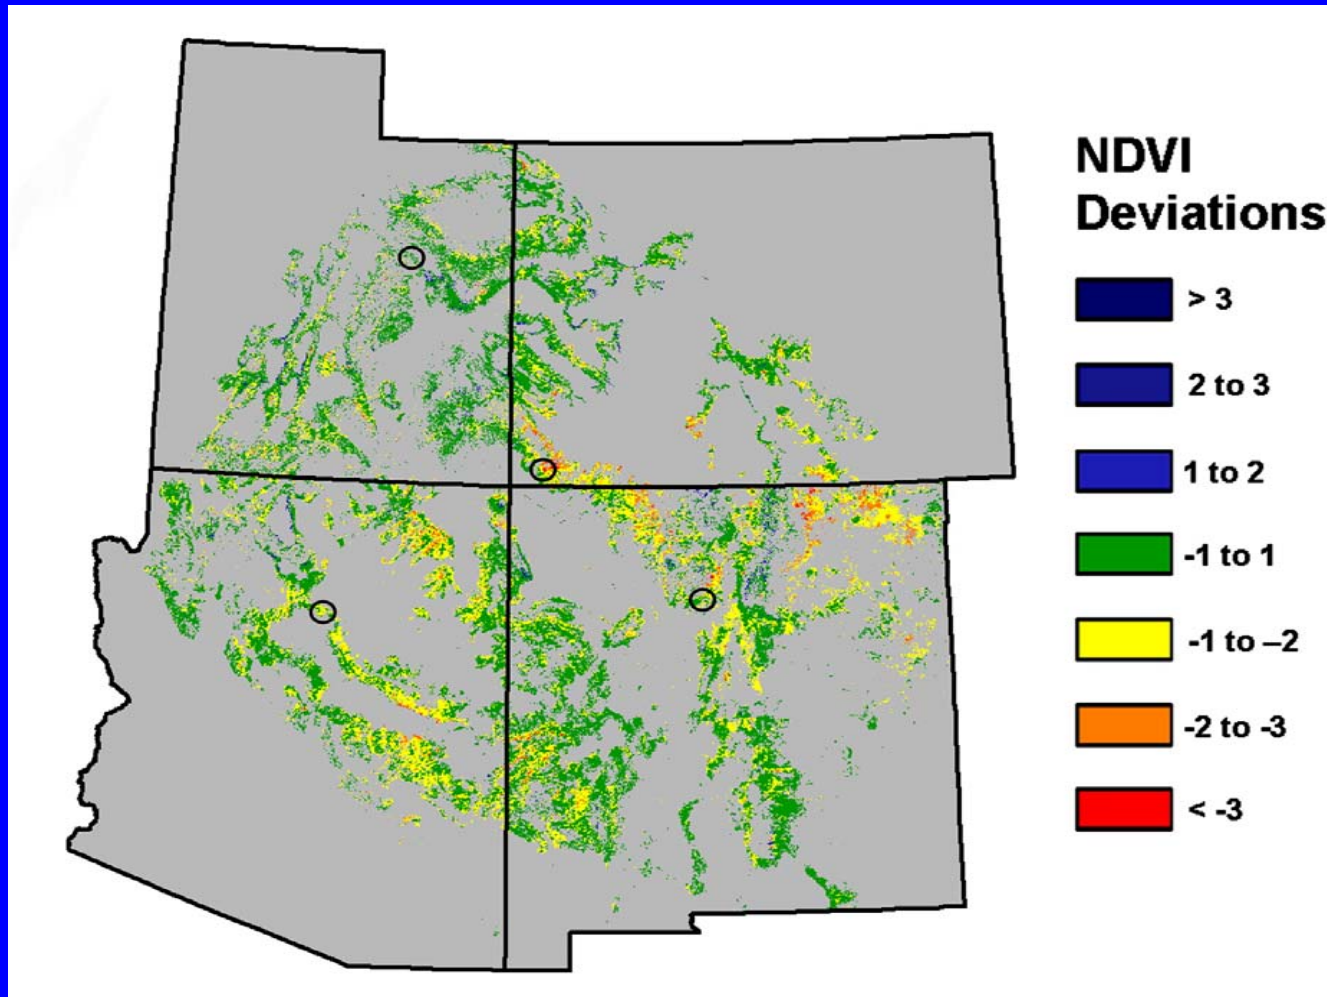 NDVI
Deviations
> 3
2 to 3
1 to 2
-1 to 1
-1 to –2
-2 to -3
< -3